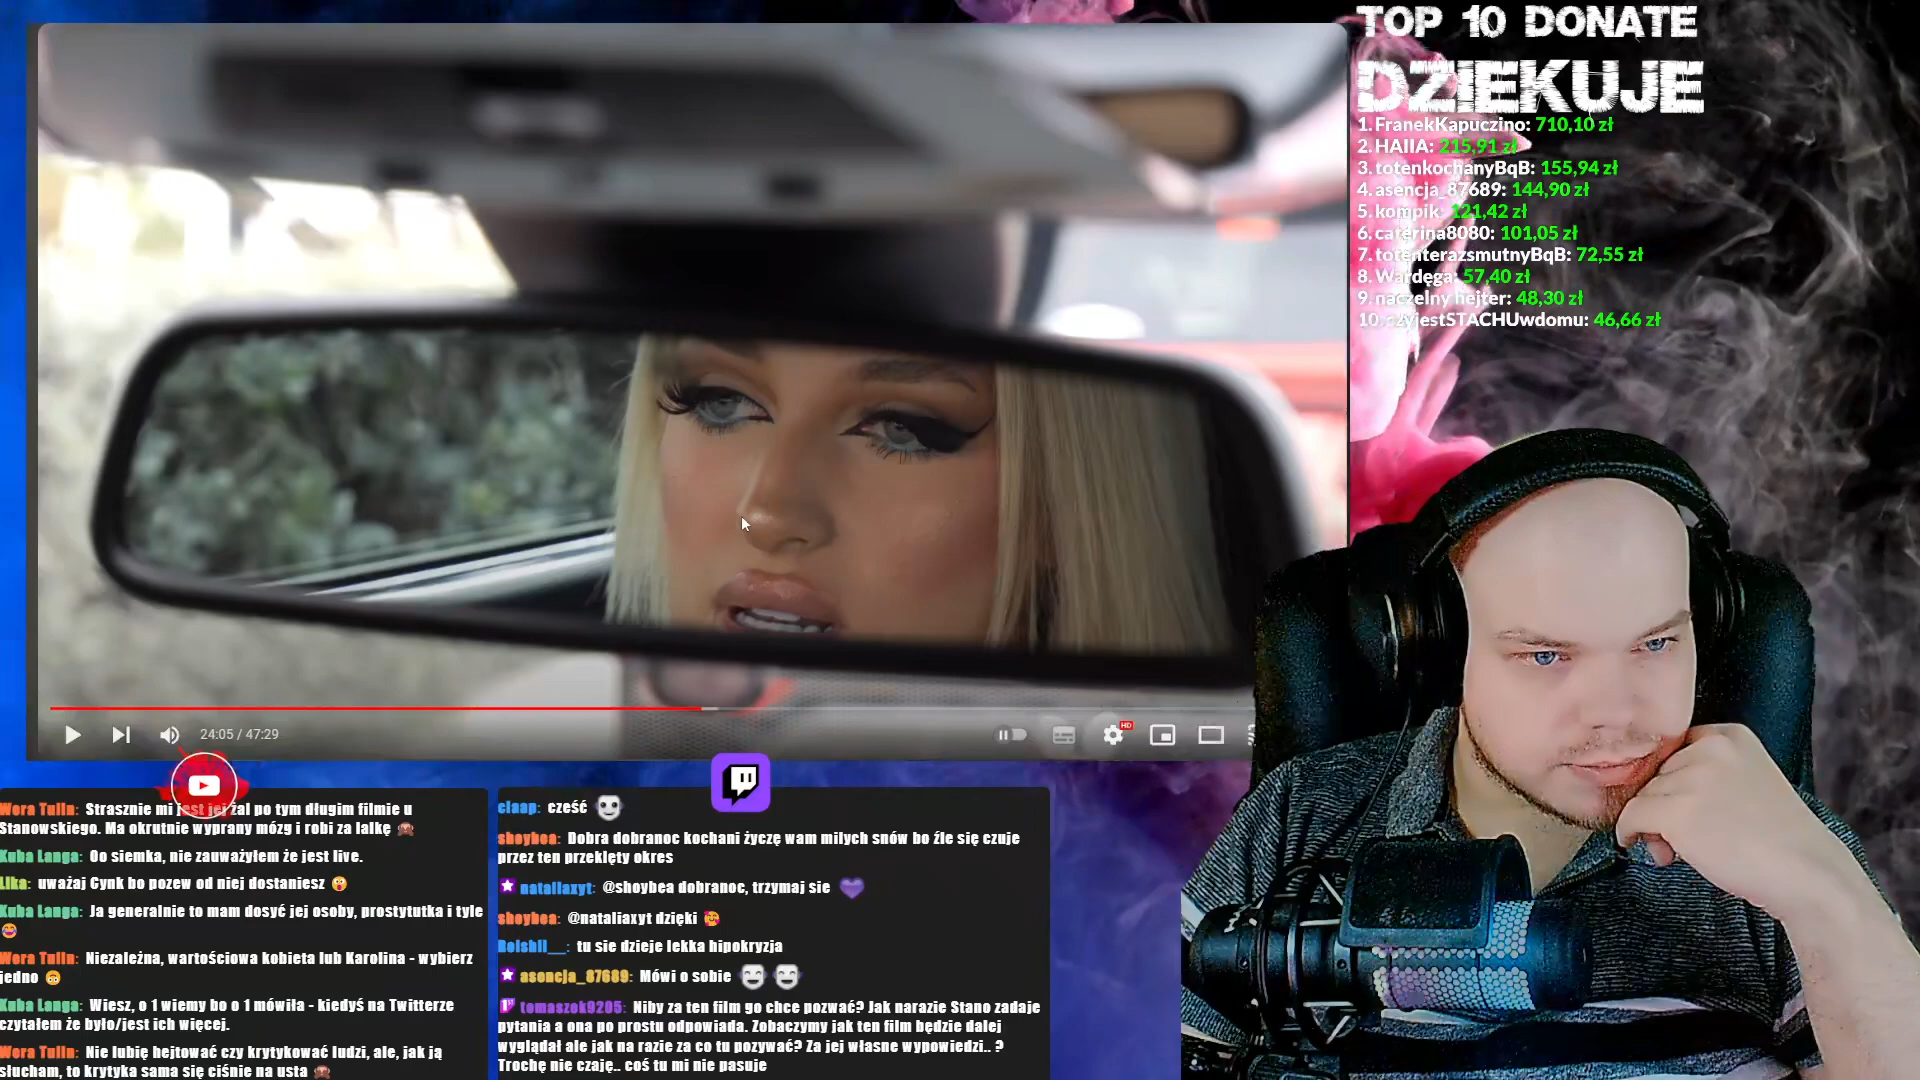 TOP 10 DONATE
DZIEKUJE
1. FranekKapuczino: 710,10 zł
2. HAIIA: 215,91 zł
3. totenkochanyBqB: 155,94 zł
4. asencja_87689: 144,90 zł
5. kompik: 121,42 zł
6. caterina8080: 101,05 zł
7. totenterazsmutnyBqB: 72,55 zł
8. Wardęga: 57,40 zł
9. naczelny hejter: 48,30 zł
10. czyjestSTACHUwdomu: 46,66 zł
24:05 / 47:29
HD
Wera Tulin: Strasznie mi jest jej żal po tym długim filmie u
Stanowskiego. Ma okrutnie wyprany mózg i robi za lalkę
Kuba Langa: Oo siemka, nie zauważyłem że jest live.
Lika: uważaj Cynk bo pozew od niej dostaniesz
Kuba Langa: Ja generalnie to mam dosyć jej osoby, prostytutka i tyle
Wera Tulin: Niezależna, wartościowa kobieta lub Karolina - wybierz
jedno
Kuba Langa: Wiesz, o 1 wiemy bo o 1 mówiła - kiedyś na Twitterze
czytałem że było/jest ich więcej.
Wera Tulin: Nie lubię hejtować czy krytykować ludzi, ale, jak ją
słucham, to krytyka sama się ciśnie na usta
claap: cześć
sheybea: Dobra dobranoc kochani życzę wam milych snów bo źle się czuje
przez ten przeklęty okres
nataliaxyt: @shoybea dobranoc, trzymaj sie
sheybea: @nataliaxyt dzięki
Belshii__: tu sie dzieje lekka hipokryzja
asencja_87689: Mówi o sobie
tomaszek9205: Niby za ten film go chce pozwać? Jak narazie Stano zadaje
pytania a ona po prostu odpowiada. Zobaczymy jak ten film będzie dalej
wyglądał ale jak na razie za co tu pozywać? Za jej własne wypowiedzi.. ?
Trochę nie czaję.. coś tu mi nie pasuje